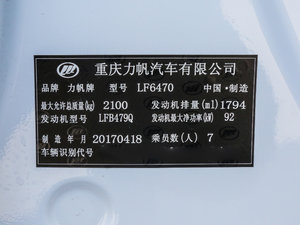 重庆力帆汽车有限公司
品牌 力帆牌 型号 LF6470 中国·制造
最大允许总质量(kg) 2100 发动机排量(ml) 1794
发动机型号 LFB479Q 发动机最大净功率(kW) 92
制造年月 20170418 乘员数(人) 7
车辆识别代号